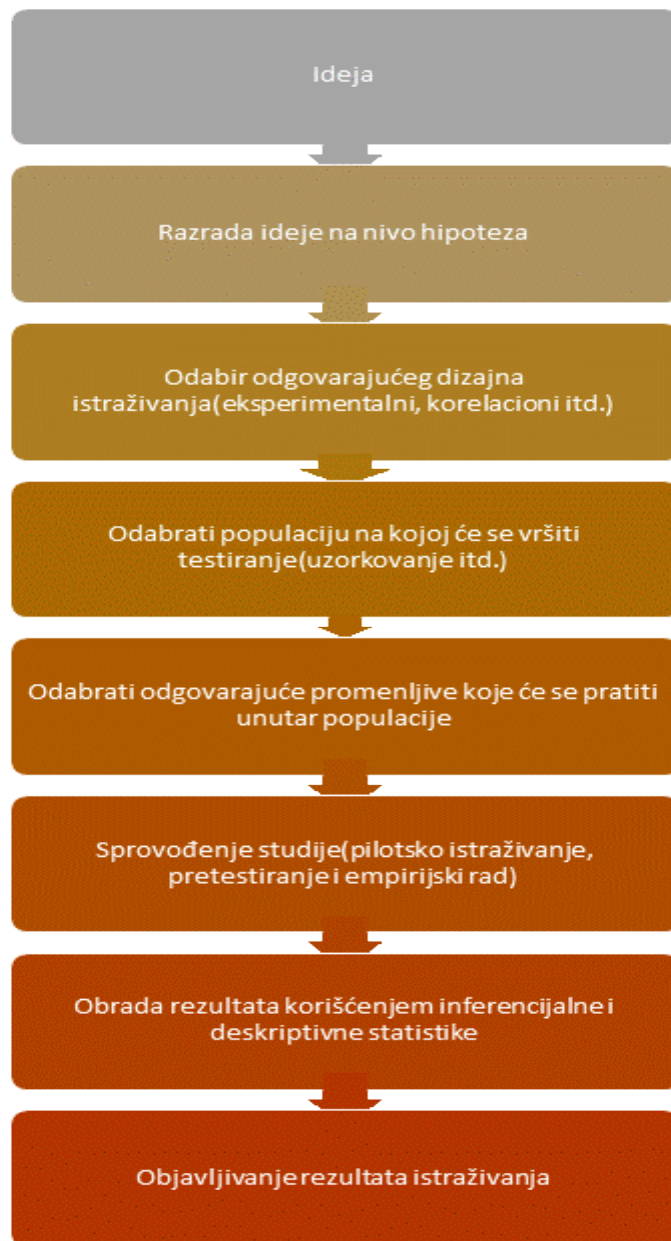 Ideja
Razrada ideje na nivo hipoteza
Odabir odgovarajućeg dizajna
istraživanja(eksperimentalni, korelacioni itd.)
Odabrati populaciju na kojoj će se vršiti
testiranje(uzorkovanje itd.)
Odabrati odgovarajuće promenljive koje će se pratiti
unutar populacije
Sprovođenje studije(pilotsko istraživanje,
pretestiranje i empirijski rad)
Obrada rezultata korišćenjem inferencijalne i
deskriptivne statistike
Objavljivanje rezultata istraživanja